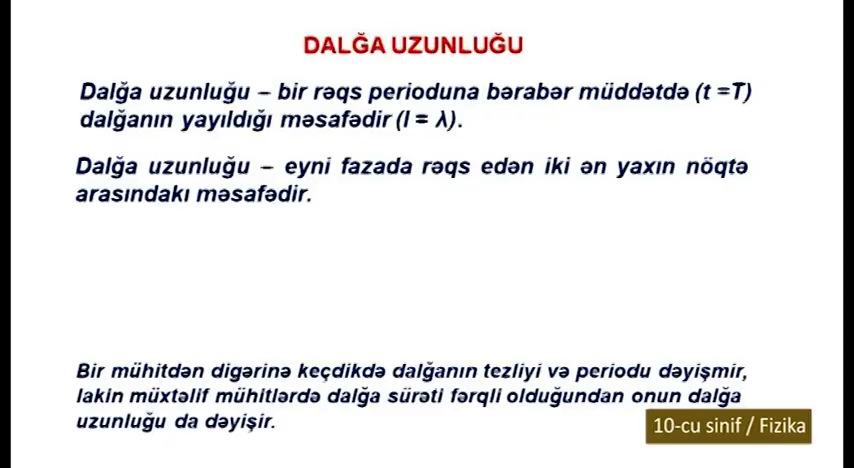 DALĞA UZUNLUĞU
Dalğa uzunluğu – bir rəqs perioduna bərabər müddətdə (t =T)
dalğanın yayıldığı məsafədir (l = λ).
Dalğa uzunluğu – eyni fazada rəqs edən iki ən yaxın nöqtə
arasındakı məsafədir.
Bir mühitdən digərinə keçdikdə dalğanın tezliyi və periodu dəyişmir,
lakin müxtəlif mühitlərdə dalğa sürəti fərqli olduğundan onun dalğa
uzunluğu da dəyişir.
10-cu sinif / Fizika